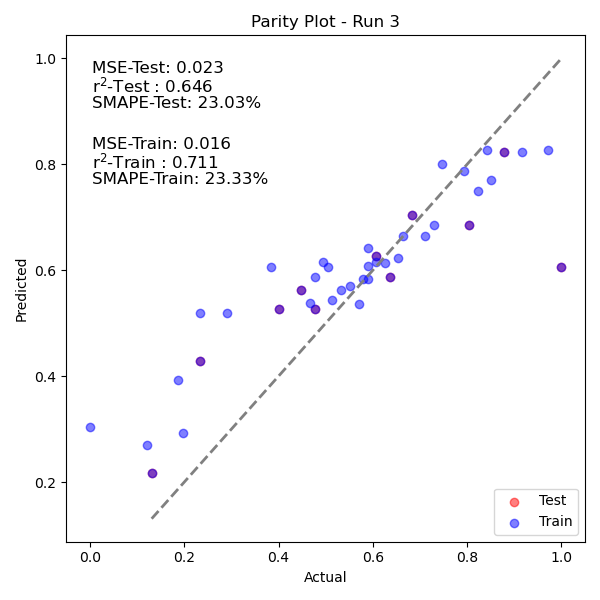 Parity Plot - Run 3
MSE-Test: 0.023
r²-Test : 0.646
SMAPE-Test: 23.03%
MSE-Train: 0.016
r²-Train : 0.711
SMAPE-Train: 23.33%
1.0
0.8
0.6
0.4
0.2
Predicted
Test
Train
0.0 0.2 0.4 0.6 0.8 1.0
Actual